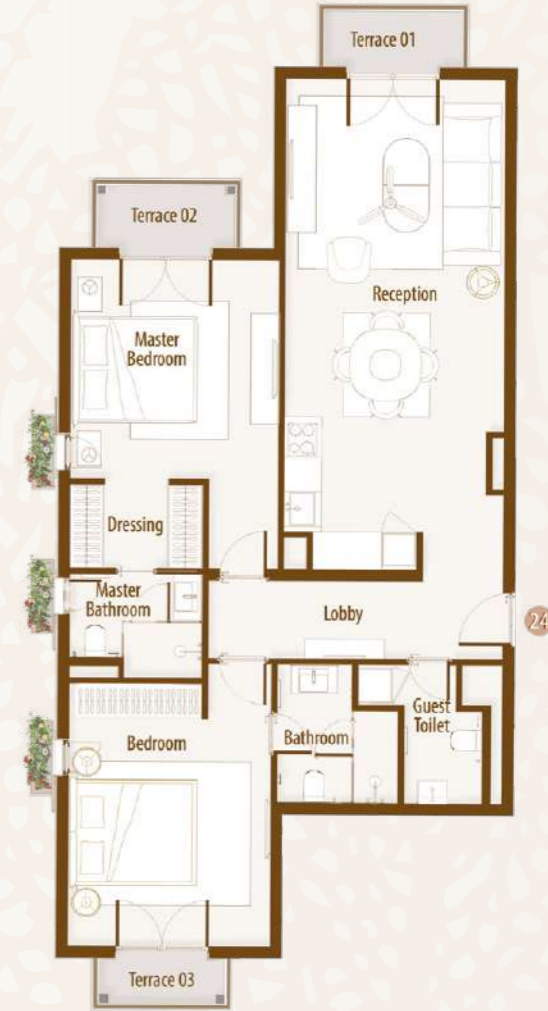 Terrace 01
Terrace 02
Reception
Master
Bedroom
Dressing
Master
Bathroom
Lobby
24
Guest
Toilet
Bathroom
Bedroom
Terrace 03